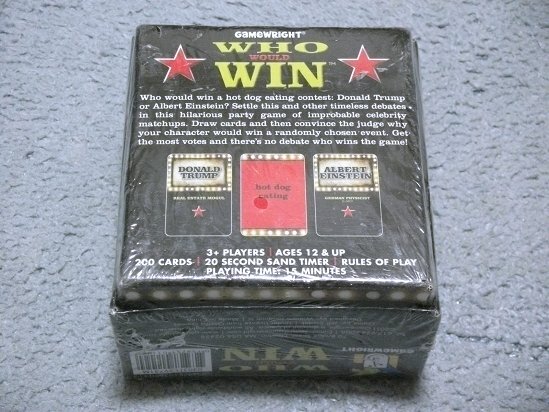 GAMEWRIGHT®
WHO
WOULD
WIN™
Who would win a hot dog eating contest: Donald Trump
or Albert Einstein? Settle this and other timeless debates
in this hilarious party game of improbable celebrity
matchups. Draw cards and then convince the judge why
your character would win a randomly chosen event. Get
the most votes and there's no debate who wins the game!
DONALD
TRUMP
REAL ESTATE MOGUL
hot dog
eating
ALBERT
EINSTEIN
GERMAN PHYSICIST
3+ PLAYERS | AGES 12 & UP
200 CARDS | 20 SECOND SAND TIMER | RULES OF PLAY
PLAYING TIME: 15 MINUTES
GAMEWRIGHT
WHO
WIN